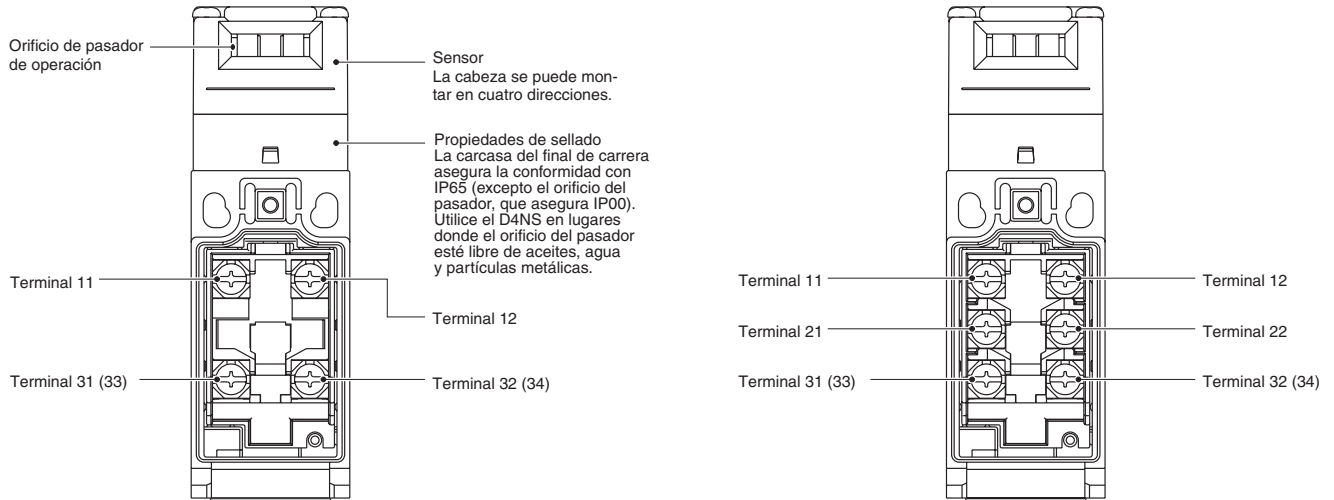 Orificio de pasador
de operación
Sensor
La cabeza se puede mon-
tar en cuatro direcciones.
Propiedades de sellado
La carcasa del final de carrera
asegura la conformidad con
IP65 (excepto el orificio del
pasador, que asegura IP00).
Utilice el D4NS en lugares
donde el orificio del pasador
esté libre de aceites, agua
y partículas metálicas.
Terminal 11
Terminal 12
Terminal 31 (33)
Terminal 32 (34)
Terminal 11
Terminal 12
Terminal 21
Terminal 22
Terminal 31 (33)
Terminal 32 (34)